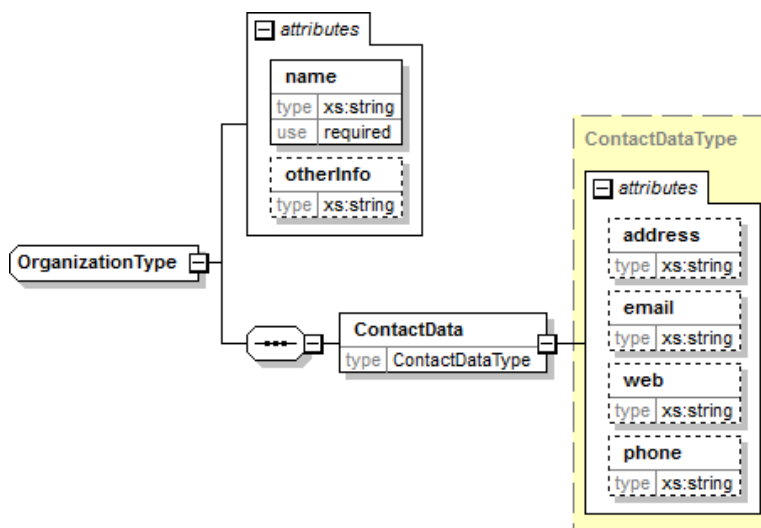 attributes
name
type xs:string
use required
otherInfo
type xs:string
OrganizationType
ContactData
type ContactDataType
ContactDataType
attributes
address
type xs:string
email
type xs:string
web
type xs:string
phone
type xs:string